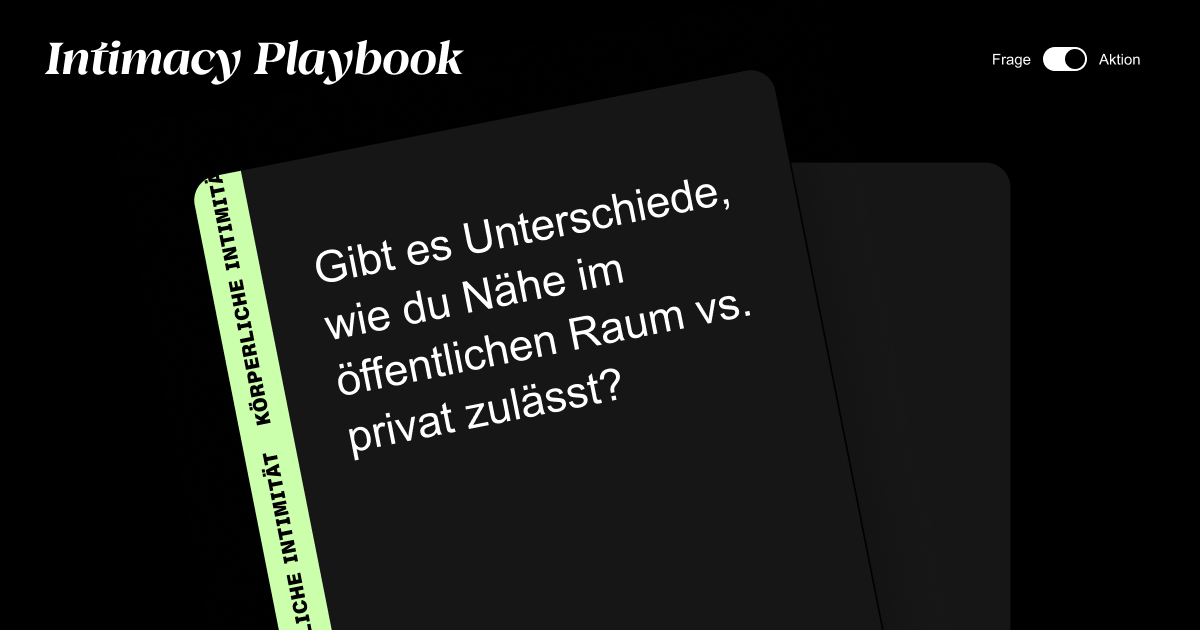 Intimacy Playbook
Frage Aktion
Gibt es Unterschiede,
wie du Nähe im
öffentlichen Raum vs.
privat zulässt?
KÖRPERLICHE INTIMITÄ
LICHE INTIMITÄT